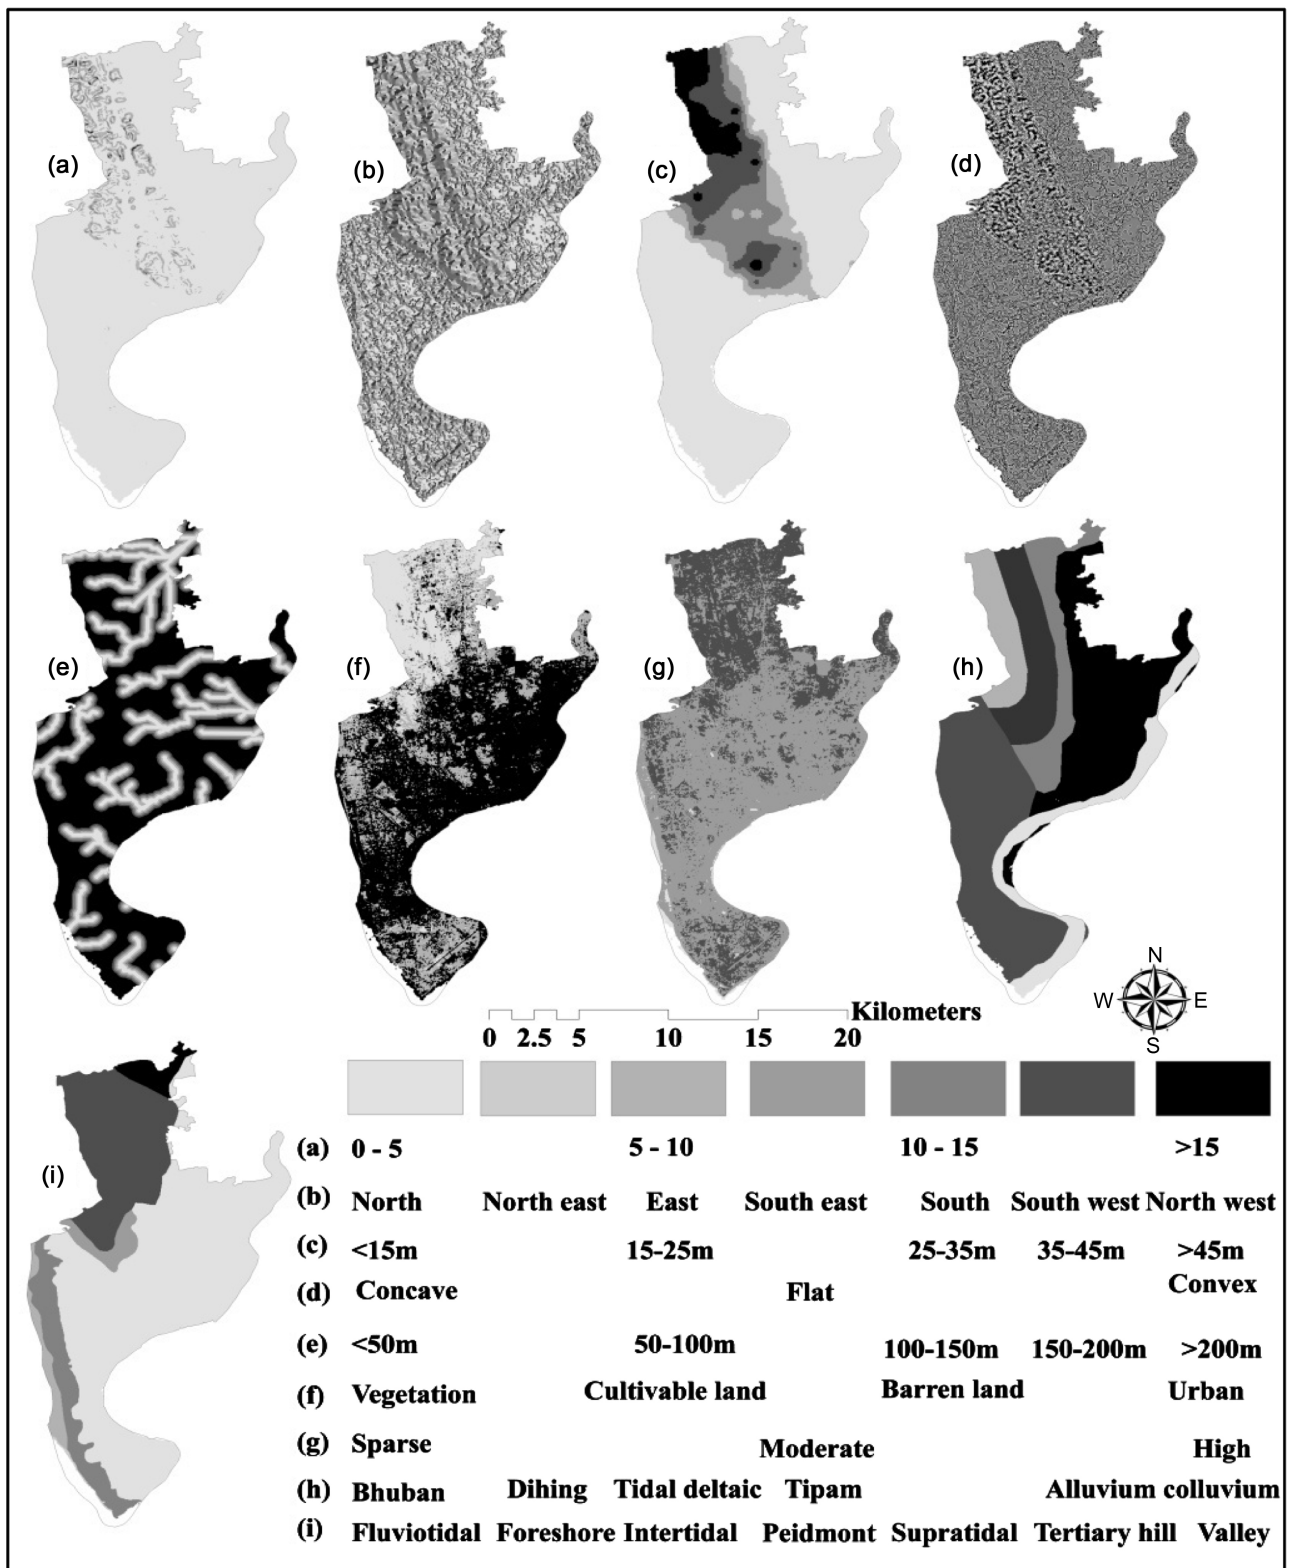 (a)
(b)
(c)
(d)
(e)
(f)
(g)
(h)
N
W E
S
Kilometers
0 2.5 5 10 15 20
(i)
(a) 0 - 5 5 - 10 10 - 15 >15
(b) North North east East South east South South west North west
(c) <15m 15-25m 25-35m 35-45m >45m
(d) Concave Flat Convex
(e) <50m 50-100m 100-150m 150-200m >200m
(f) Vegetation Cultivable land Barren land Urban
(g) Sparse Moderate High
(h) Bhuban Dihing Tidal deltaic Tipam Alluvium colluvium
(i) Fluviotidal Foreshore Intertidal Peidmont Supratidal Tertiary hill Valley